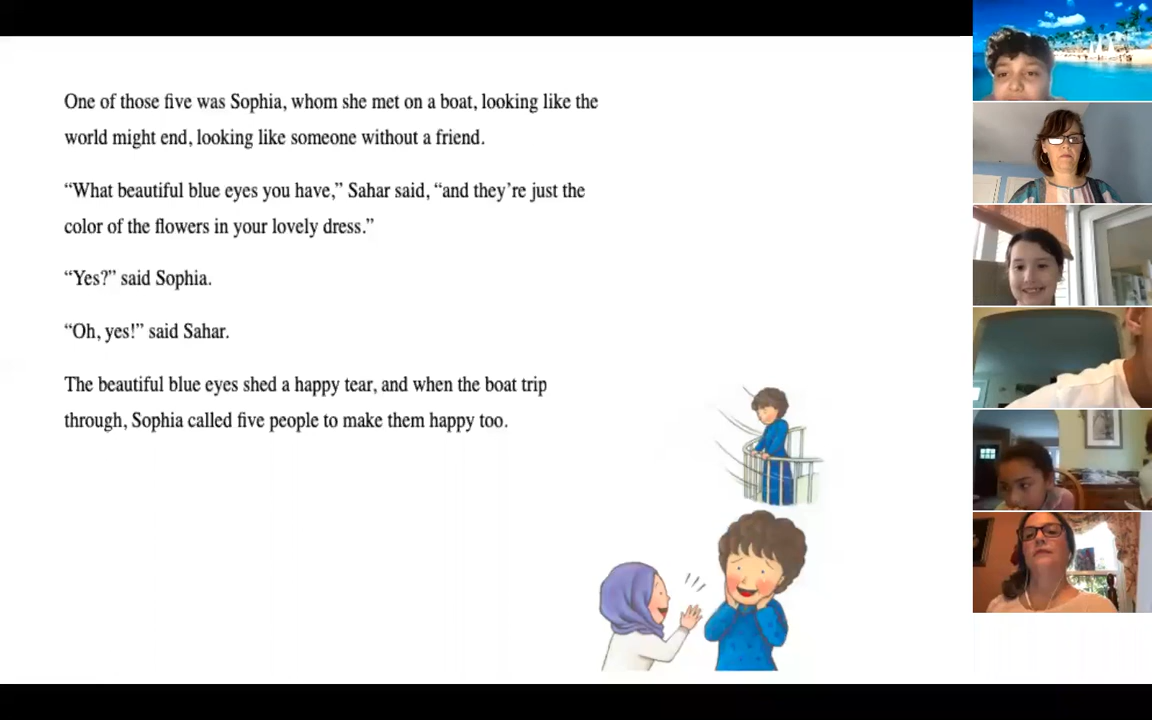 One of those five was Sophia, whom she met on a boat, looking like the
world might end, looking like someone without a friend.
“What beautiful blue eyes you have,” Sahar said, “and they’re just the
color of the flowers in your lovely dress.”
“Yes?” said Sophia.
“Oh, yes!” said Sahar.
The beautiful blue eyes shed a happy tear, and when the boat trip
through, Sophia called five people to make them happy too.